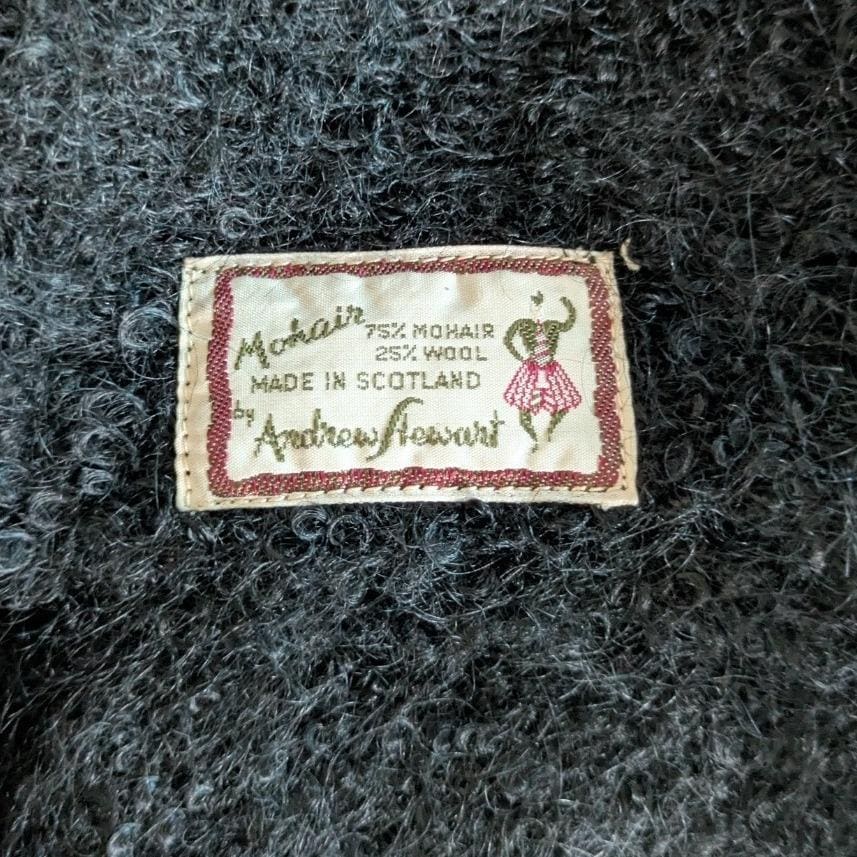 Mohair 75% MOHAIR
25% WOOL
MADE IN SCOTLAND
by Andrew Stewart